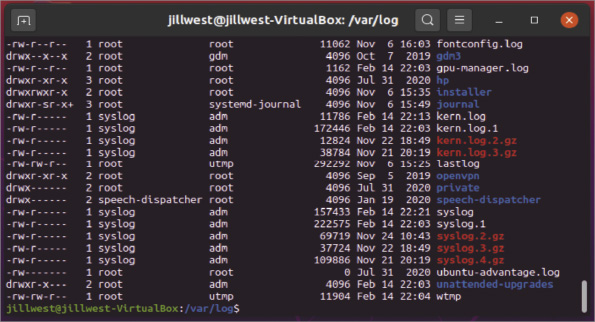 jillwest@jillwest-VirtualBox: /var/log
-rw-r--r-- 1 root root 11062 Nov 6 16:03 fontconfig.log
drwx--x--x 2 root gdm 4096 Oct 7 2019 gdm3
-rw-r--r-- 1 root root 1162 Feb 14 22:03 gpu-manager.log
drwxr-xr-x 3 root root 4096 Jul 31 2020 hp
drwxrwxr-x 2 root root 4096 Nov 6 15:35 installer
drwxr-sr-x+ 3 root systemd-journal 4096 Nov 6 15:49 journal
-rw-r----- 1 syslog adm 11786 Feb 14 22:13 kern.log
-rw-r----- 1 syslog adm 172446 Feb 14 22:03 kern.log.1
-rw-r----- 1 syslog adm 12824 Nov 22 18:49 kern.log.2.gz
-rw-r----- 1 syslog adm 38784 Nov 21 20:19 kern.log.3.gz
-rw-rw-r-- 1 root utmp 292292 Nov 6 15:25 lastlog
drwxr-xr-x 2 root root 4096 Sep 5 2019 openvpn
drwx------ 2 root root 4096 Jul 31 2020 private
drwx------ 2 speech-dispatcher root 4096 Jan 19 2020 speech-dispatcher
-rw-r----- 1 syslog adm 157433 Feb 14 22:21 syslog
-rw-r----- 1 syslog adm 222575 Feb 14 22:03 syslog.1
-rw-r----- 1 syslog adm 69719 Nov 24 10:43 syslog.2.gz
-rw-r----- 1 syslog adm 37724 Nov 22 18:49 syslog.3.gz
-rw-r----- 1 syslog adm 109886 Nov 21 20:19 syslog.4.gz
-rw------- 1 root root 0 Jul 31 2020 ubuntu-advantage.log
drwxr-x--- 2 root adm 4096 Feb 14 22:03 unattended-upgrades
-rw-rw-r-- 1 root utmp 11904 Feb 14 22:04 wtmp
jillwest@jillwest-VirtualBox:/var/log$